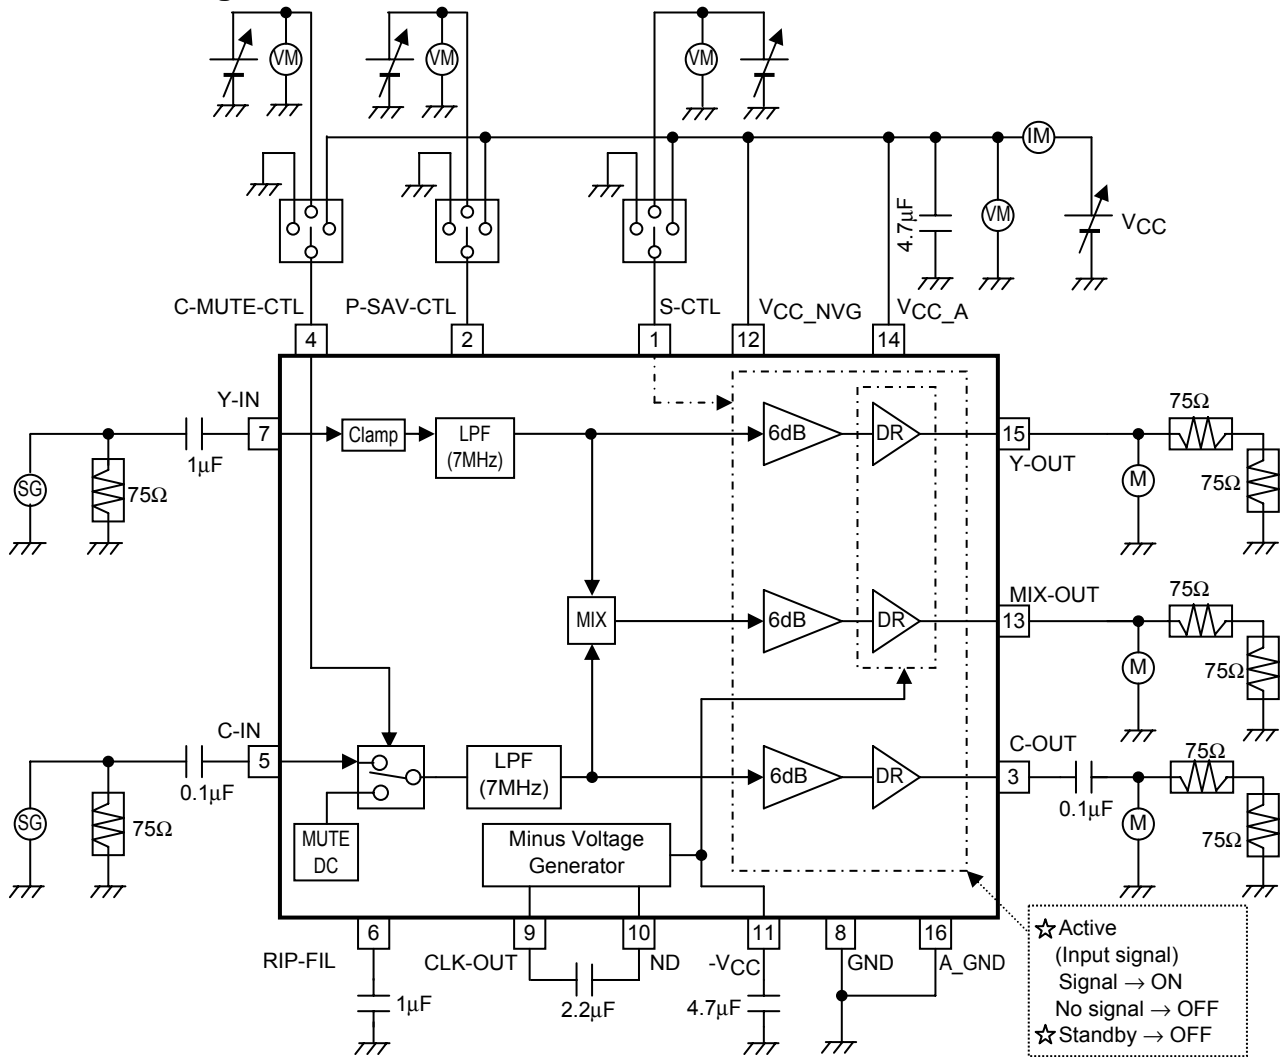 VM
VM
VM
IM
4.7µF
VM
VCC
C-MUTE-CTL
P-SAV-CTL
S-CTL
VCC_NVG
VCC_A
4
2
1
12
14
Y-IN
7
Clamp
LPF
(7MHz)
6dB
DR
15
Y-OUT
75Ω
1µF
SG
75Ω
M
75Ω
MIX
6dB
DR
MIX-OUT
13
75Ω
M
75Ω
C-IN
5
LPF
(7MHz)
6dB
DR
C-OUT
3
75Ω
0.1µF
0.1µF
SG
75Ω
M
75Ω
MUTE
DC
Minus Voltage
Generator
6
9
10
11
8
16
RIP-FIL
CLK-OUT
ND
-VCC
GND
A_GND
1µF
2.2µF
4.7µF
☆Active
(Input signal)
Signal → ON
No signal → OFF
☆Standby → OFF